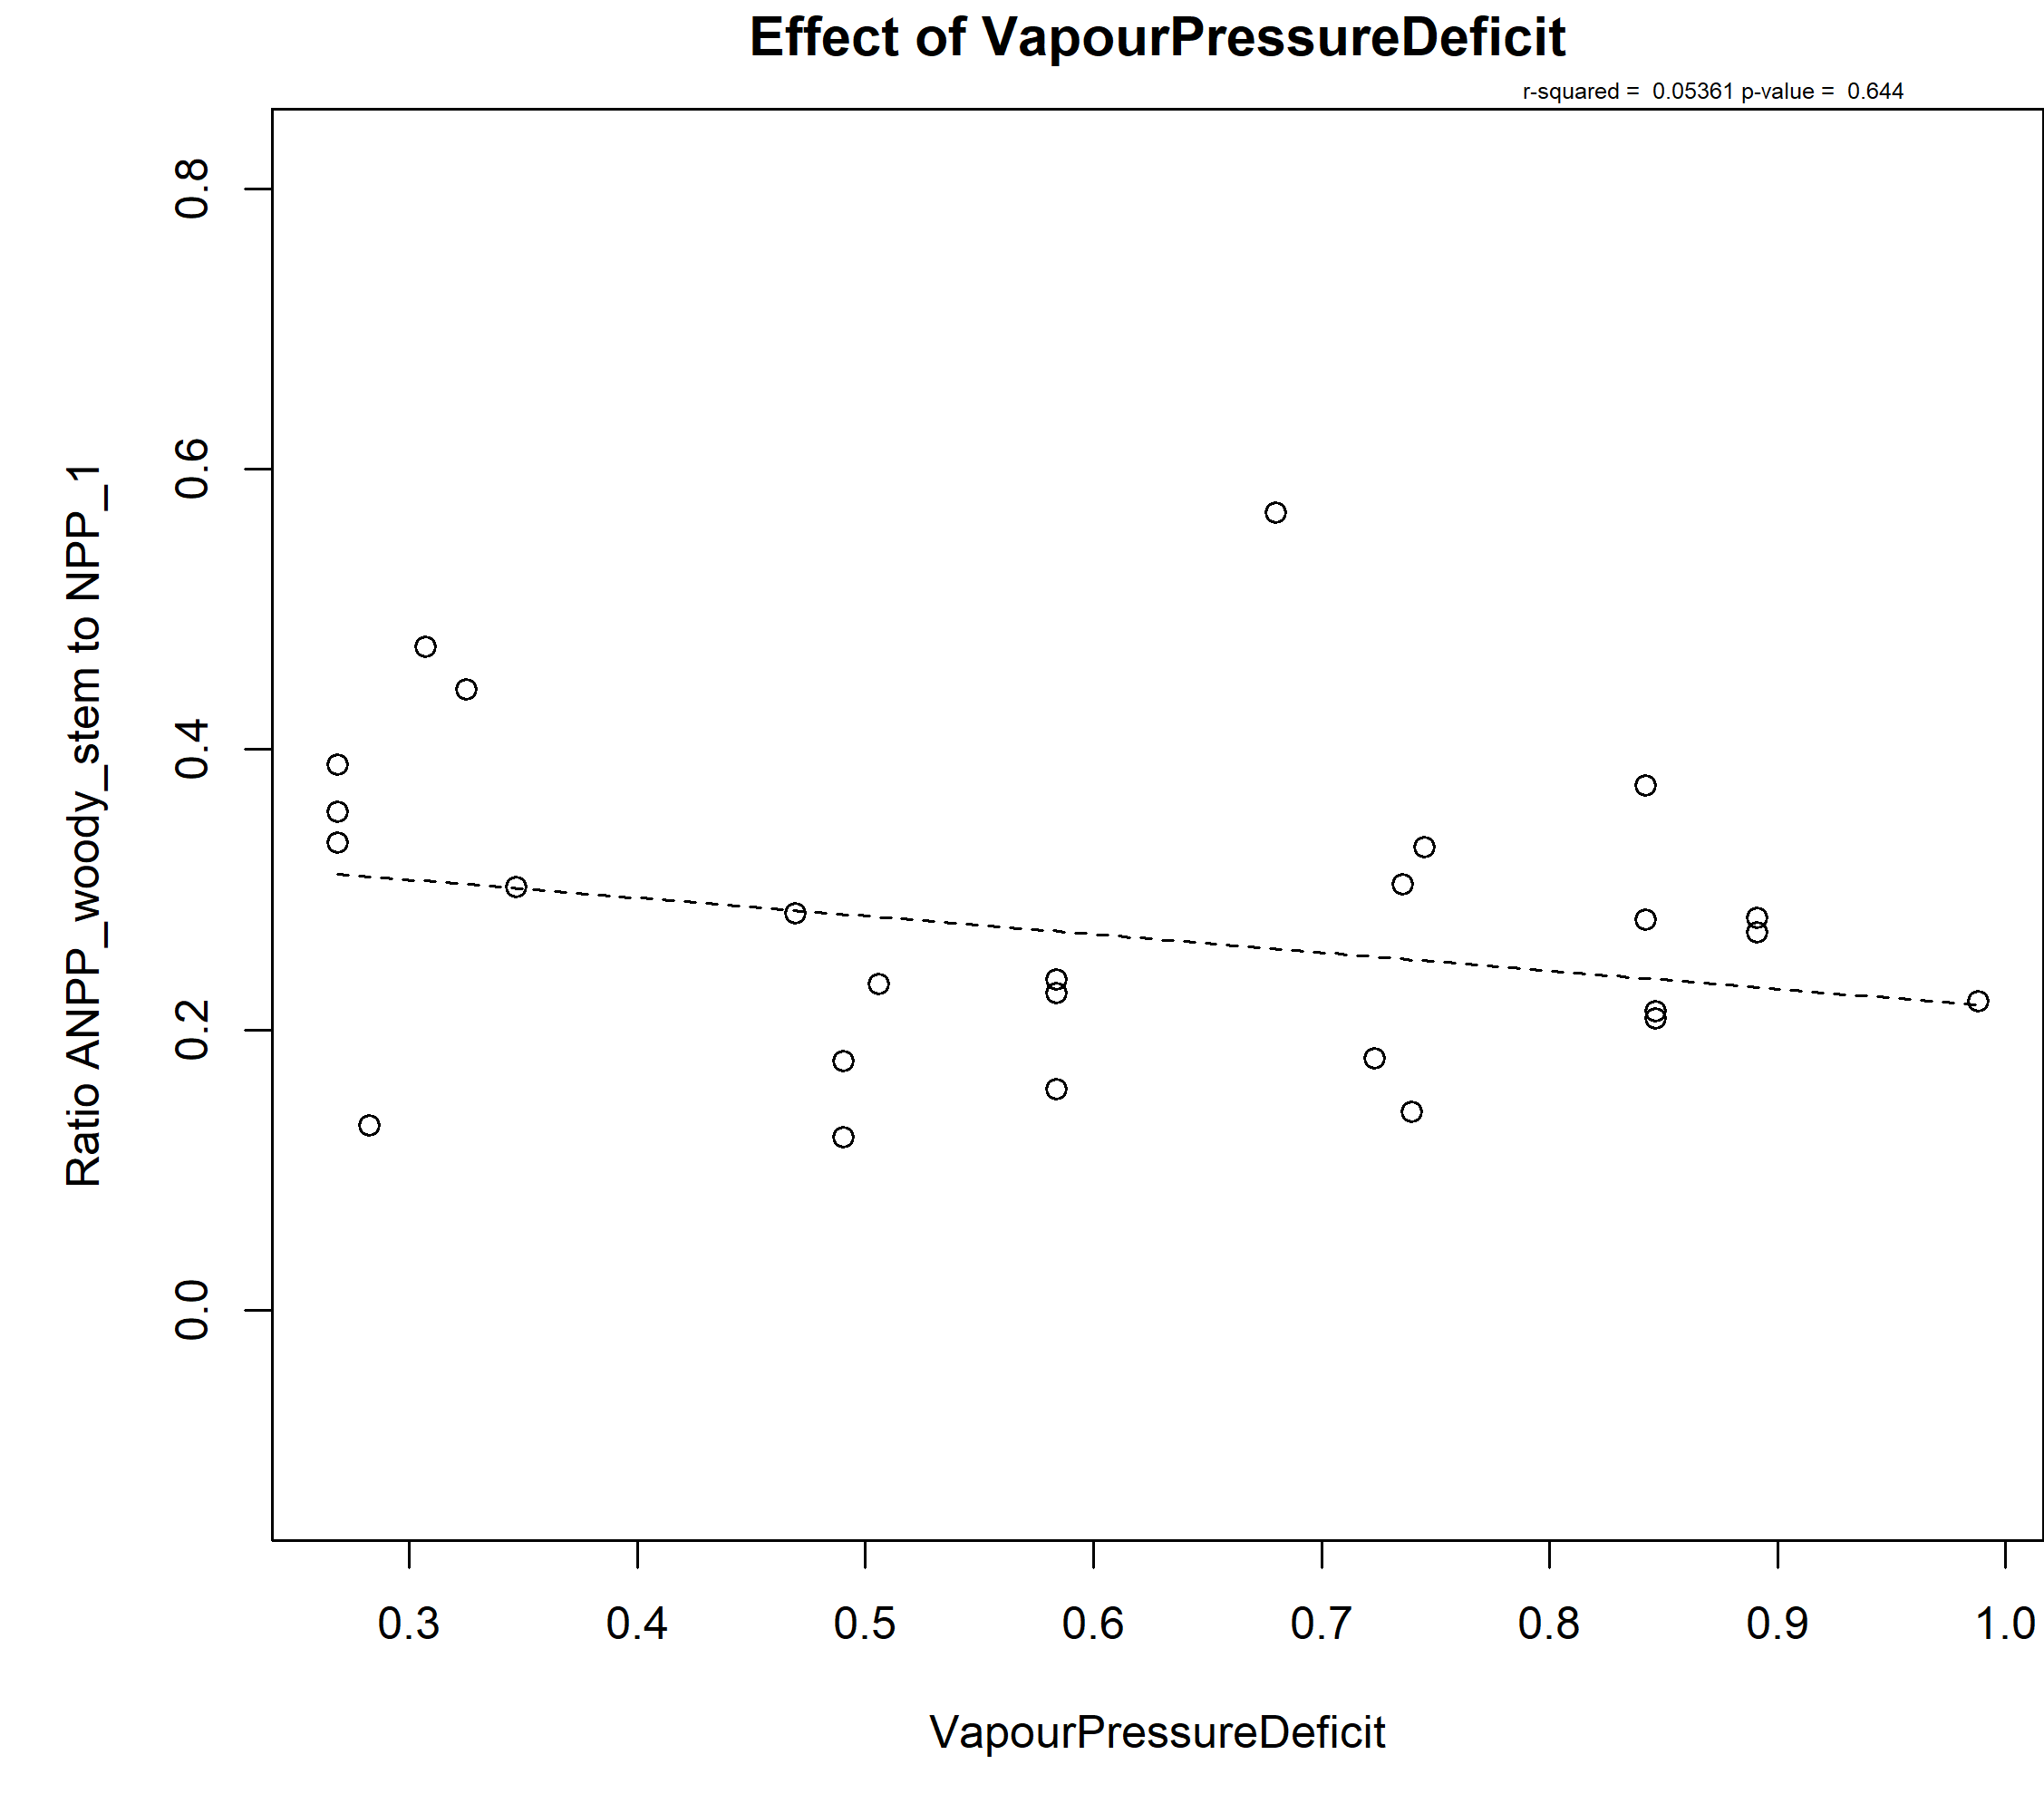 Effect of VapourPressureDeficit
r-squared =  0.05361 p-value =  0.644
Ratio ANPP_woody_stem to NPP_1
0.8
0.6
0.4
0.2
0.0
0.3 0.4 0.5 0.6 0.7 0.8 0.9 1.0
VapourPressureDeficit